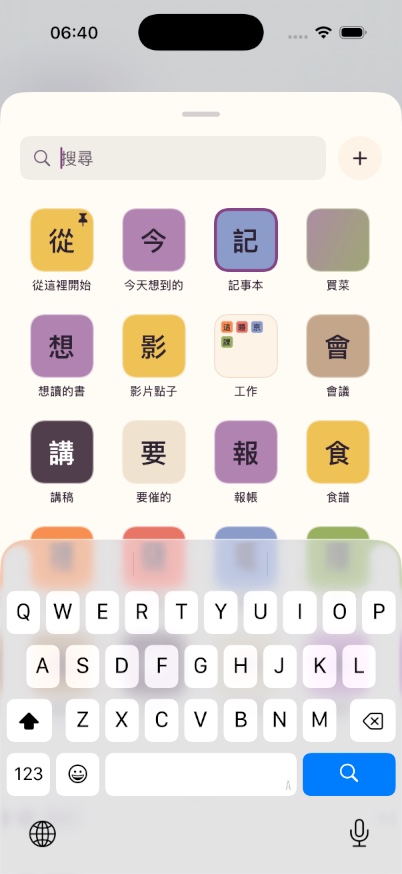 06:40
搜尋
從 今 記
從這裡開始 今天想到的 記事本 買菜
想 影 會
想讀的書 影片點子 工作 會議
講 要 報 食
講稿 要催的 報帳 食譜
Q W E R T Y U I O P
A S D F G H J K L
Z X C V B N M
123